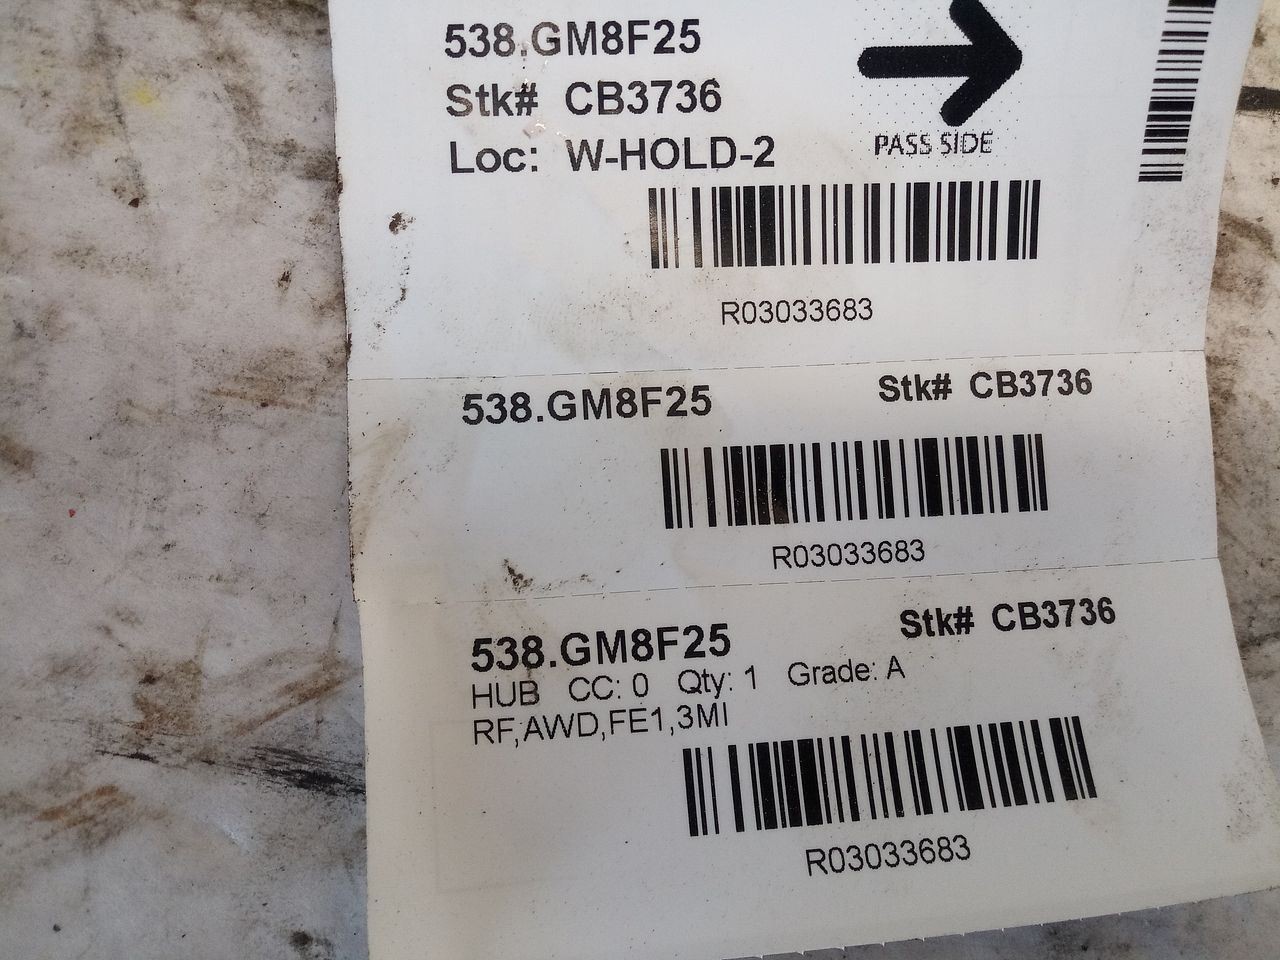 538.GM8F25
Stk# CB3736
Loc: W-HOLD-2
PASS SIDE
R03033683
538.GM8F25 Stk# CB3736
R03033683
538.GM8F25 Stk# CB3736
HUB CC: 0 Qty: 1 Grade: A
RF,AWD,FE1,3MI
R03033683